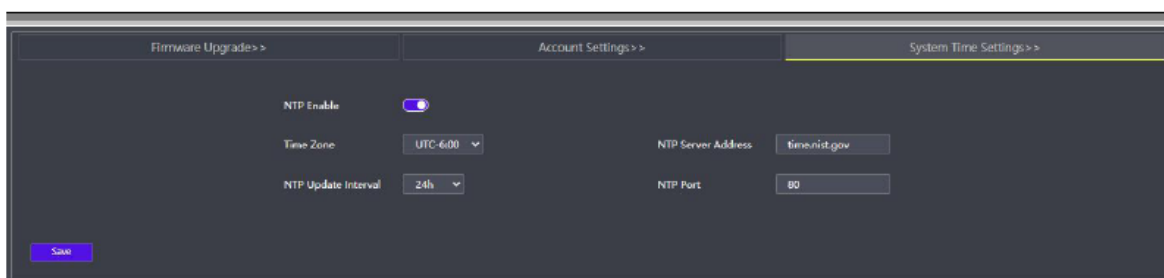 Firmware Upgrade>> Account Settings>> System Time Settings>>
NTP Enable
Time Zone UTC-6:00 NTP Server Address time.nist.gov
NTP Update Interval 24h NTP Port 80
Save